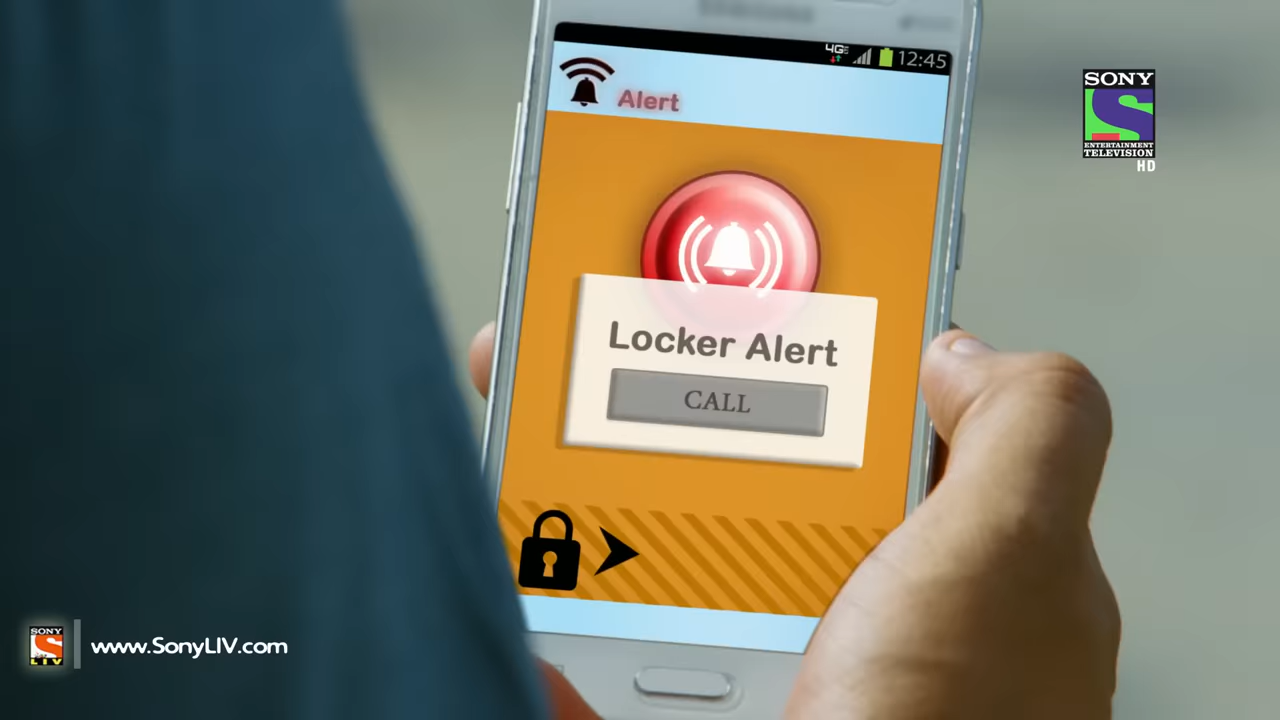 4G 12:45
Alert
SONY
ENTERTAINMENT
TELEVISION
HD
Locker Alert
CALL
SONY
LIV
www.SonyLIV.com